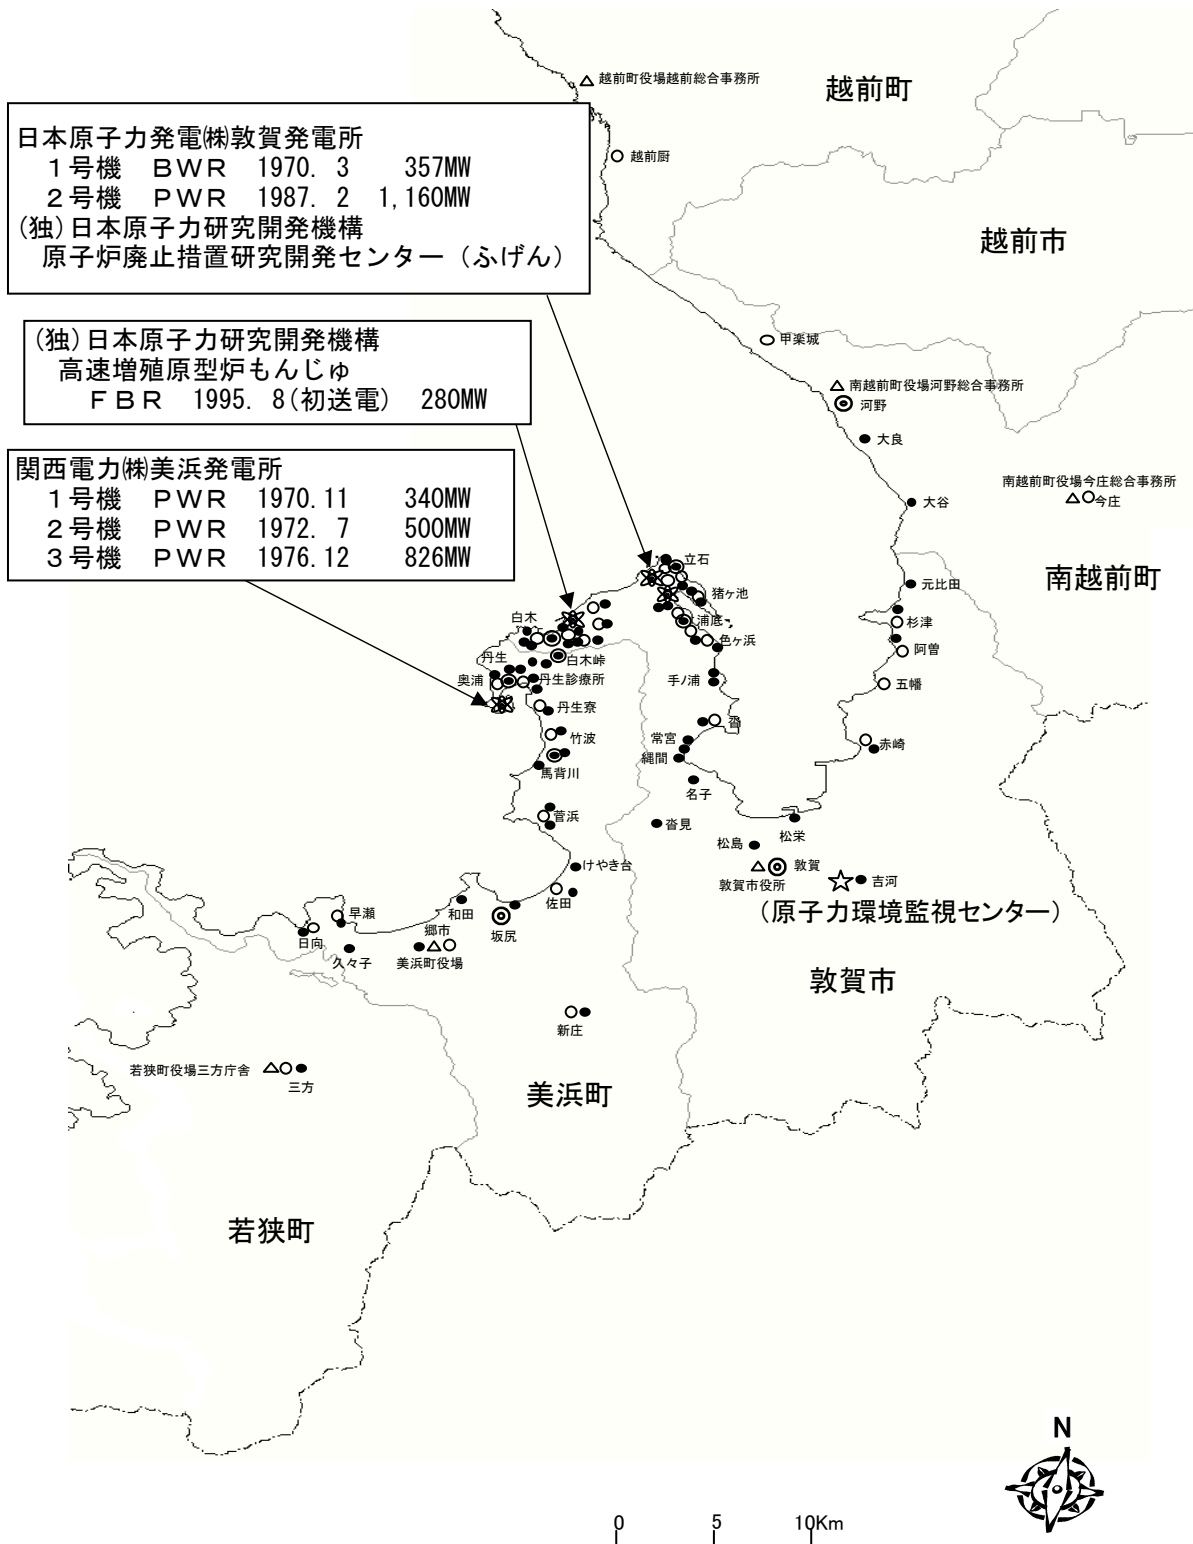 越前町役場越前総合事務所
越前町
越前厨
日本原子力発電㈱敦賀発電所
1号機 BWR 1970. 3 357MW
2号機 PWR 1987. 2 1,160MW
(独)日本原子力研究開発機構
原子炉廃止措置研究開発センター（ふげん）
越前市
(独)日本原子力研究開発機構
高速増殖原型炉もんじゅ
FBR 1995. 8(初送電) 280MW
甲楽城
南越前町役場河野総合事務所
河野
大良
関西電力㈱美浜発電所
1号機 PWR 1970.11 340MW
2号機 PWR 1972. 7 500MW
3号機 PWR 1976.12 826MW
南越前町役場今庄総合事務所
今庄
大谷
立石
南越前町
元比田
猪ヶ池
白木
浦底
杉津
色ヶ浜
阿曽
丹生
白木峠
奥浦
丹生診療所
手ノ浦
五幡
丹生寮
沓
竹波
常宮
赤崎
縄間
馬背川
名子
菅浜
沓見
松栄
松島
けやき台
敦賀
敦賀市役所
吉河
(原子力環境監視センター)
佐田
和田
早瀬
坂尻
郷市
日向
久々子
美浜町役場
敦賀市
新庄
若狭町役場三方庁舎
三方
美浜町
若狭町
N
0 5 10Km